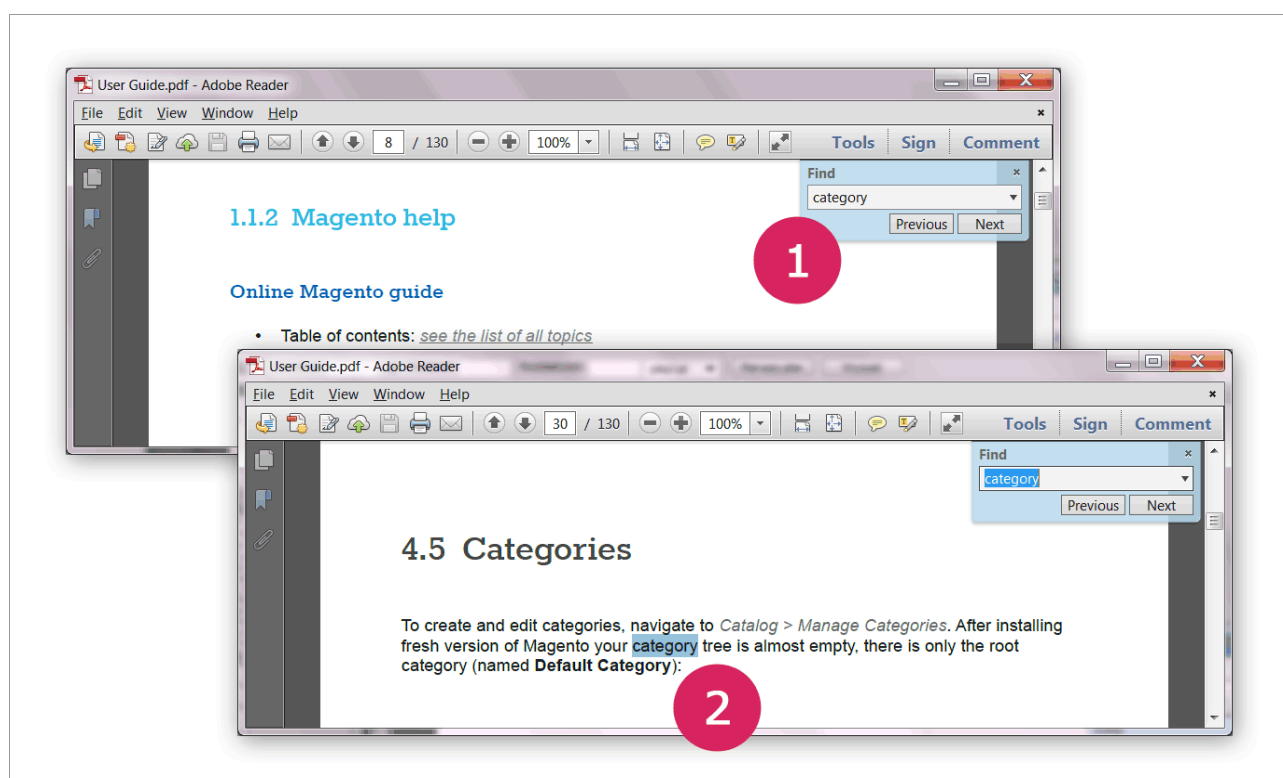 User Guide.pdf - Adobe Reader
File Edit View Window Help
8 / 130 100% Tools Sign Comment
Find
category
Previous Next
1.1.2 Magento help
1
Online Magento guide
• Table of contents: see the list of all topics
User Guide.pdf - Adobe Reader
File Edit View Window Help
30 / 130 100% Tools Sign Comment
Find
category
Previous Next
4.5 Categories
To create and edit categories, navigate to Catalog > Manage Categories. After installing
fresh version of Magento your category tree is almost empty, there is only the root
category (named Default Category):
2